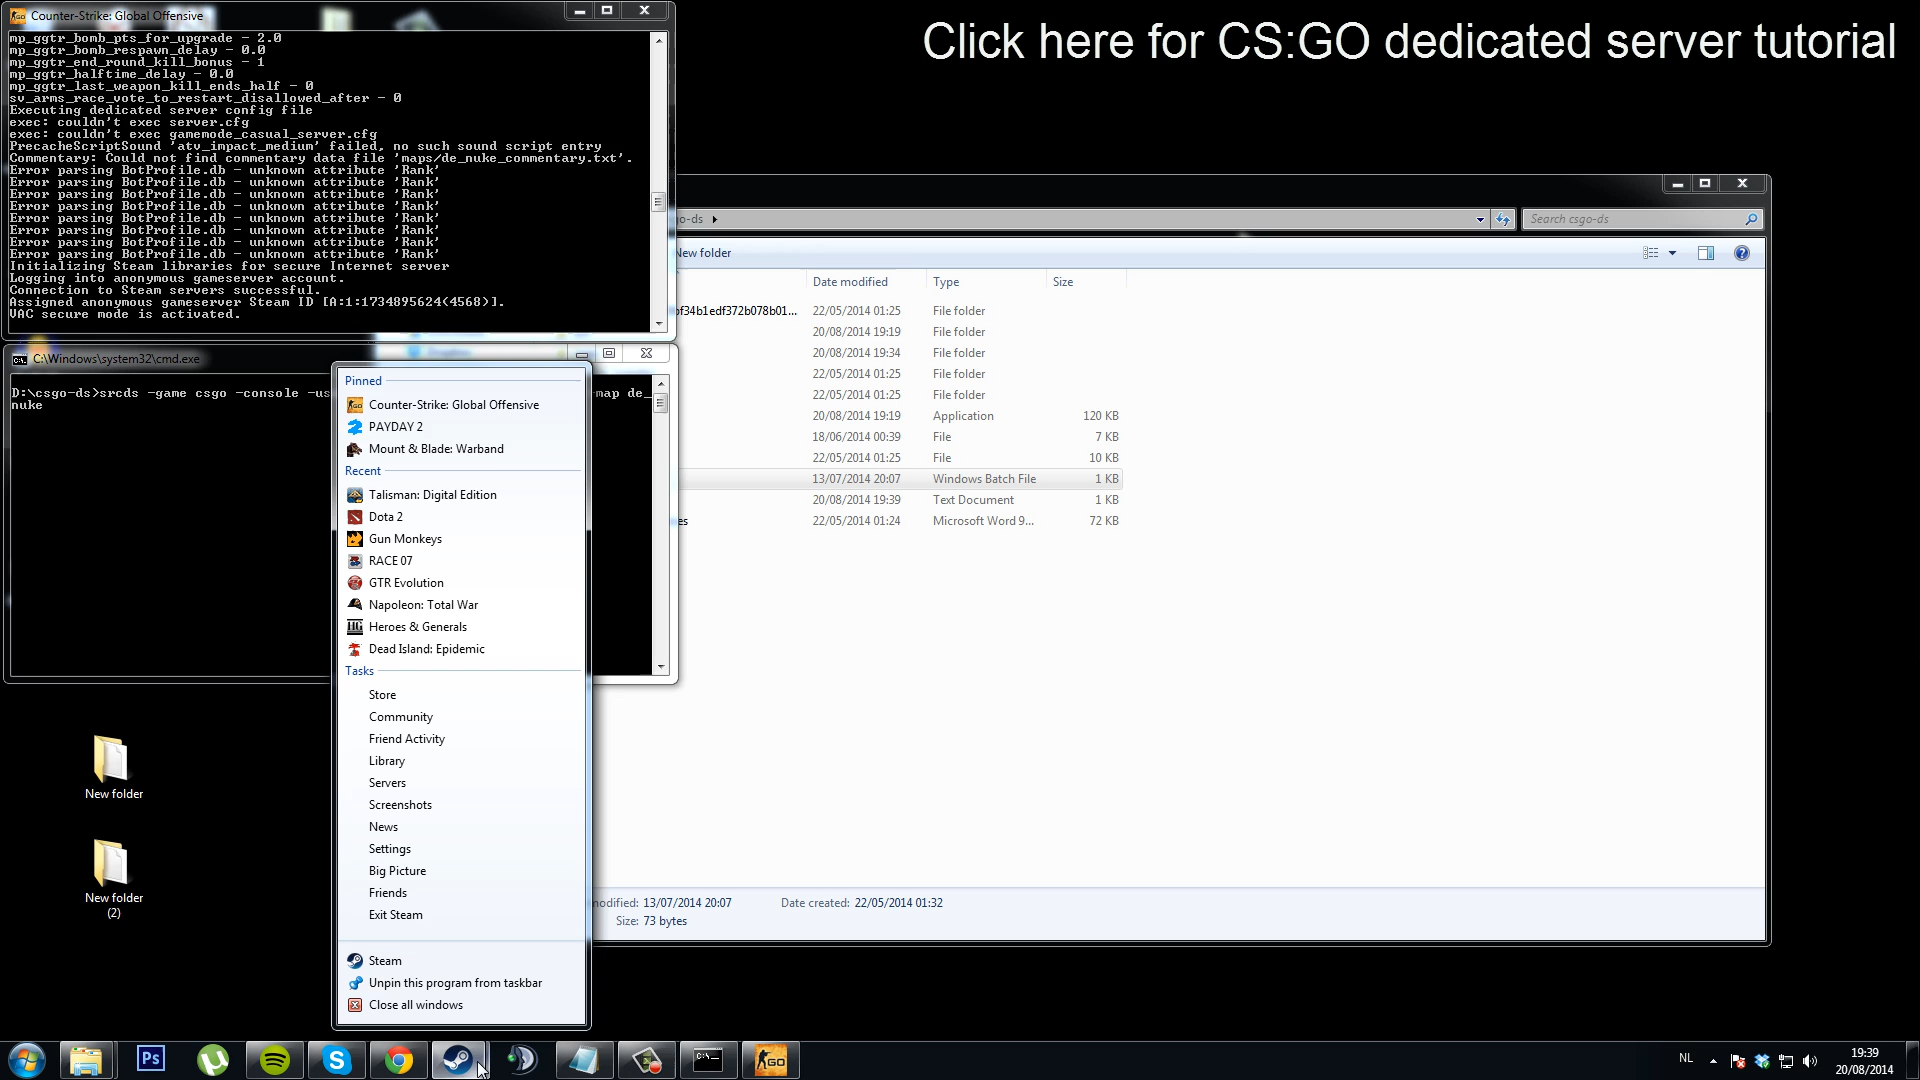 Counter-Strike: Global Offensive
Click here for CS:GO dedicated server tutorial
mp_ggtr_bomb_pts_for_upgrade - 2.0
mp_ggtr_bomb_respawn_delay - 0.0
mp_ggtr_end_round_kill_bonus - 1
mp_ggtr_halftime_delay - 0.0
mp_ggtr_last_weapon_kill_ends_half - 0
sv_arms_race_vote_to_restart_disallowed_after - 0
Executing dedicated server config file
exec: couldn't exec server.cfg
exec: couldn't exec gamemode_casual_server.cfg
PrecacheScriptSound 'atv_impact_medium' failed, no such sound script entry
Commentary: Could not find commentary data file 'maps/de_nuke_commentary.txt'.
Error parsing BotProfile.db - unknown attribute 'Rank'
Error parsing BotProfile.db - unknown attribute 'Rank'
Error parsing BotProfile.db - unknown attribute 'Rank'
Error parsing BotProfile.db - unknown attribute 'Rank'
Error parsing BotProfile.db - unknown attribute 'Rank'
Error parsing BotProfile.db - unknown attribute 'Rank'
Error parsing BotProfile.db - unknown attribute 'Rank'
Error parsing BotProfile.db - unknown attribute 'Rank'
Initializing Steam libraries for secure Internet server
Logging into anonymous gameserver account.
Connection to Steam servers successful.
Assigned anonymous gameserver Steam ID [A:1:1734895624(4568)].
VAC secure mode is activated.
C:\Windows\system32\cmd.exe
D:\csgo-ds>srcds -game csgo -console -us map de_
nuke
Pinned
Counter-Strike: Global Offensive
PAYDAY 2
Mount & Blade: Warband
Recent
Talisman: Digital Edition
Dota 2
Gun Monkeys
RACE 07
GTR Evolution
Napoleon: Total War
Heroes & Generals
Dead Island: Epidemic
Tasks
Store
Community
Friend Activity
Library
Servers
Screenshots
News
Settings
Big Picture
Friends
Exit Steam
Steam
Unpin this program from taskbar
Close all windows
go-ds
Search csgo-ds
New folder
Date modified Type Size
bf34b1edf372b078b01... 22/05/2014 01:25 File folder
20/08/2014 19:19 File folder
20/08/2014 19:34 File folder
22/05/2014 01:25 File folder
22/05/2014 01:25 File folder
20/08/2014 19:19 Application 120 KB
18/06/2014 00:39 File 7 KB
22/05/2014 01:25 File 10 KB
13/07/2014 20:07 Windows Batch File 1 KB
20/08/2014 19:39 Text Document 1 KB
es 22/05/2014 01:24 Microsoft Word 9... 72 KB
modified: 13/07/2014 20:07 Date created: 22/05/2014 01:32
Size: 73 bytes
New folder
New folder
(2)
Ps
GO
NL
19:39
20/08/2014